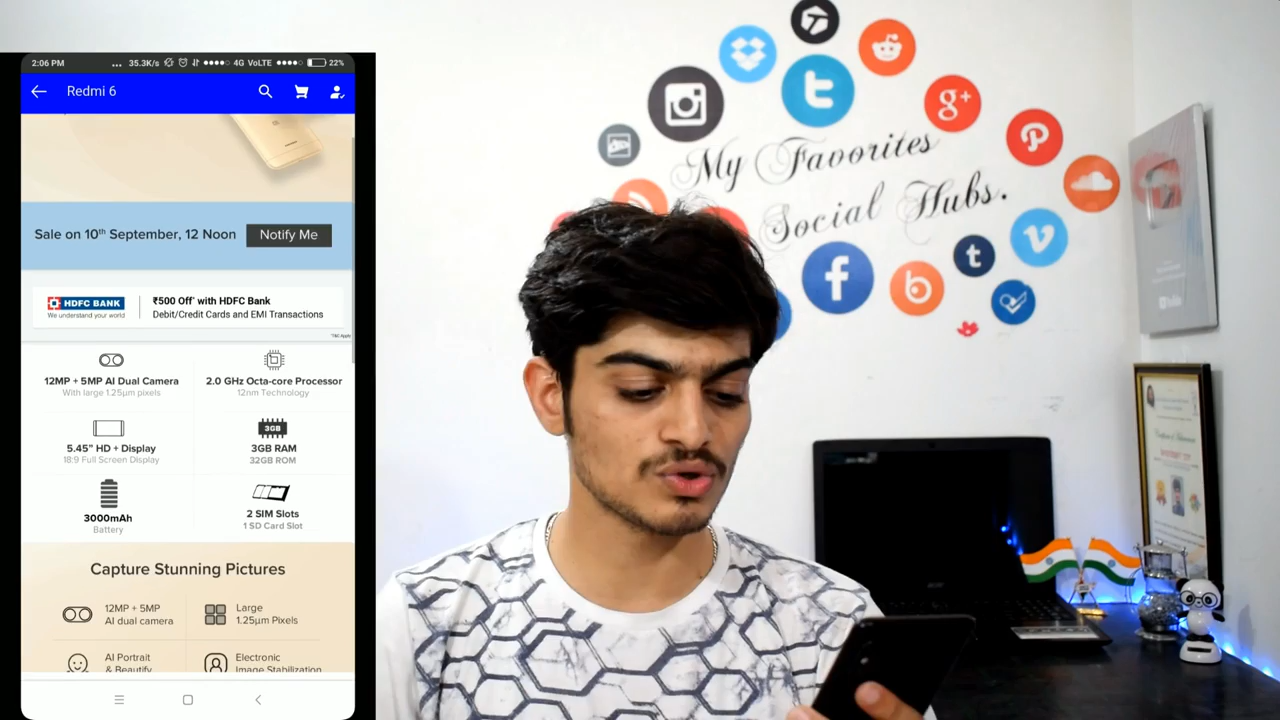 2:06 PM
... 35.3K/s 4G VoLTE 22%
Redmi 6
Sale on 10th September, 12 Noon
Notify Me
HDFC BANK
We understand your world
₹500 Off* with HDFC Bank
Debit/Credit Cards and EMI Transactions
*T&C Apply
12MP + 5MP AI Dual Camera
With large 1.25µm pixels
2.0 GHz Octa-core Processor
12nm Technology
5.45" HD + Display
18:9 Full Screen Display
3GB
3GB RAM
32GB ROM
3000mAh
Battery
2 SIM Slots
1 SD Card Slot
Capture Stunning Pictures
12MP + 5MP
AI dual camera
Large
1.25µm Pixels
AI Portrait
& Beautify
Electronic
Image Stabilization
My Favorites
Social Hubs.
g+
f
b
t
v
acer